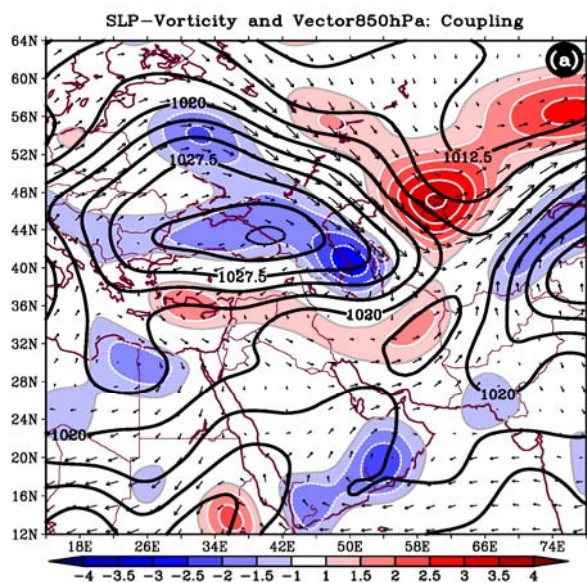 SLP-Vorticity and Vector850hPa: Coupling
64N
(a)
60N
1020
56N
1012.5
52N
1027.5
48N
44N
40N
1027.5
36N
1020
32N
28N
1020
24N
1020
20N
16N
12N
18E 26E 34E 42E 50E 58E 66E 74E
-4 -3.5 -3 -2.5 -2 -1.5 -1 1 1.5 2 2.5 3 3.5 4